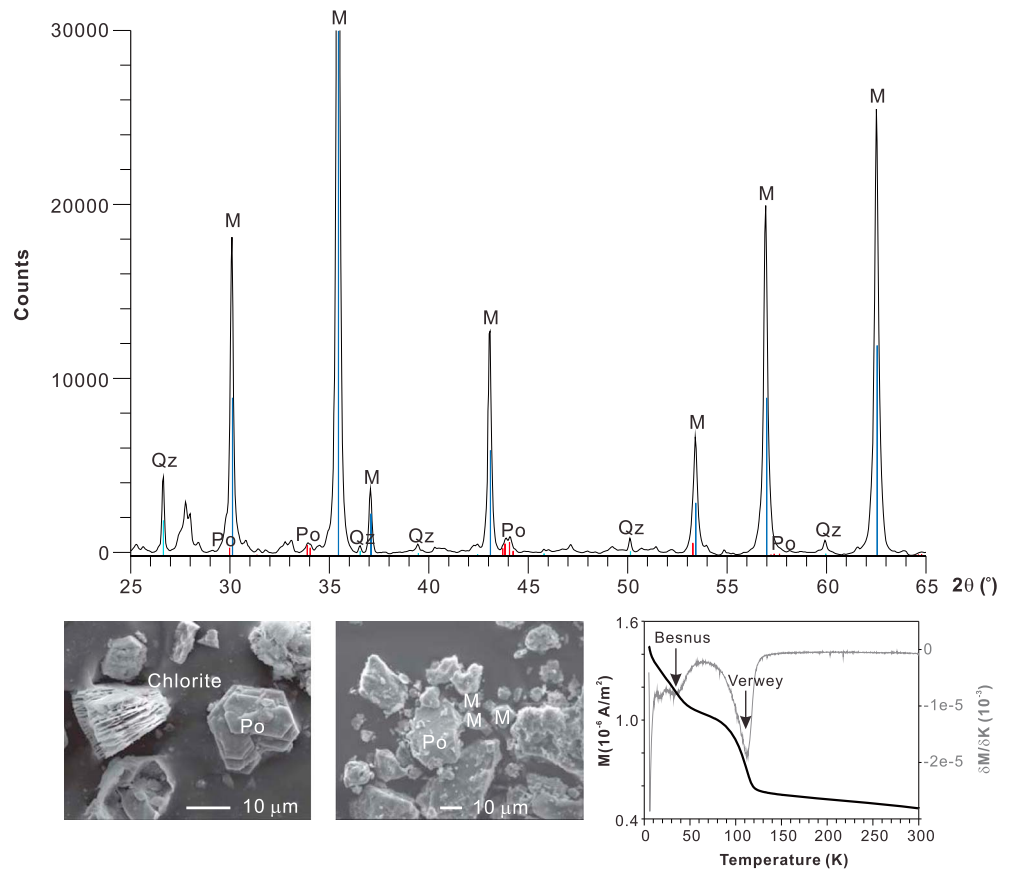 M
30000
M
M
20000
M
Counts
M
10000
M
Qz
M
Po
Po
Qz
Qz
Po
Qz
Po
Qz
0
25
30
35
40
45
50
55
60
65
2θ (°)
Chlorite
Po
10 μm
M
M
M
Po
10 μm
1.6
1.0
0.4
M(10⁻⁶ A/m²)
Besnus
Verwey
0
-1e-5
-2e-5
δM/δK (10⁻³)
0
50
100
150
200
250
300
Temperature (K)